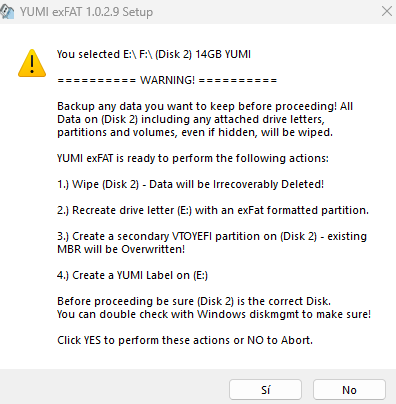 YUMI exFAT 1.0.2.9 Setup
You selected E:\ F:\ (Disk 2) 14GB YUMI
========== WARNING! ==========
Backup any data you want to keep before proceeding! All
Data on (Disk 2) including any attached drive letters,
partitions and volumes, even if hidden, will be wiped.
YUMI exFAT is ready to perform the following actions:
1.) Wipe (Disk 2) - Data will be Irrecoverably Deleted!
2.) Recreate drive letter (E:) with an exFat formatted partition.
3.) Create a secondary VTOYEFI partition on (Disk 2) - existing
MBR will be Overwritten!
4.) Create a YUMI Label on (E:)
Before proceeding be sure (Disk 2) is the correct Disk.
You can double check with Windows diskmgmt to make sure!
Click YES to perform these actions or NO to Abort.
Sí
No